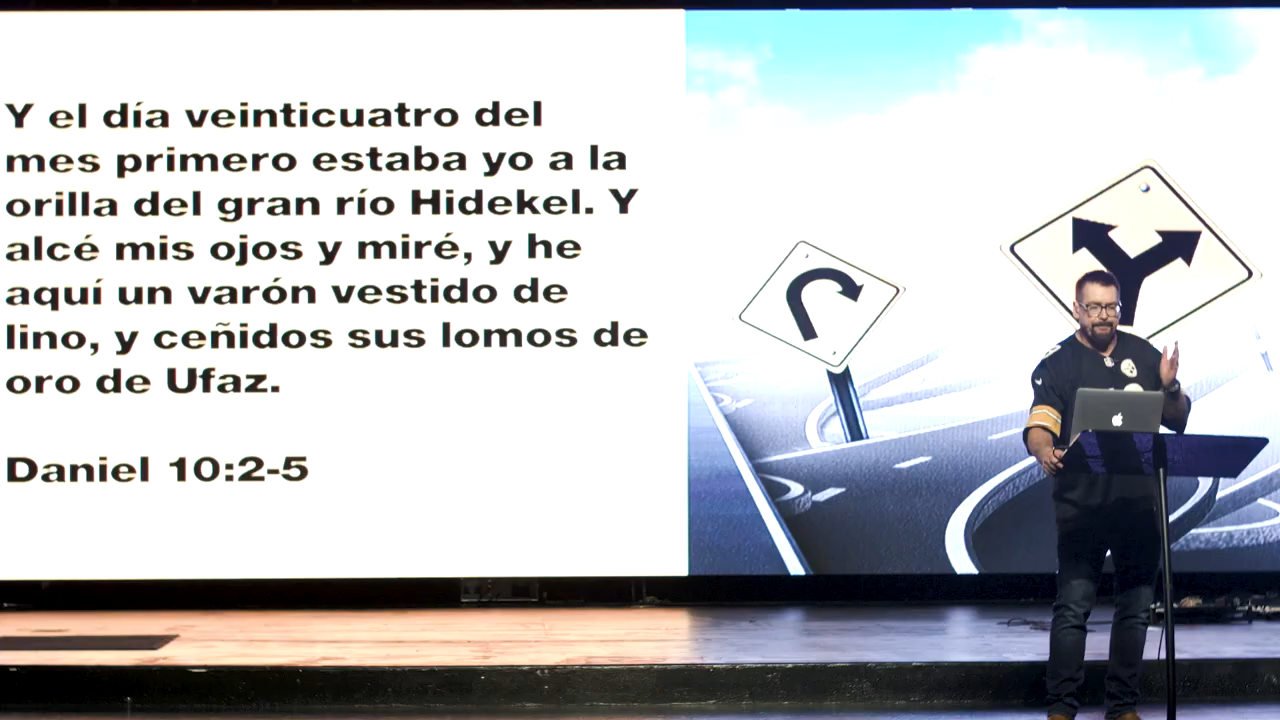 Y el día veinticuatro del
mes primero estaba yo a la
orilla del gran río Hidekel. Y
alcé mis ojos y miré, y he
aquí un varón vestido de
lino, y ceñidos sus lomos de
oro de Ufaz.
Daniel 10:2-5